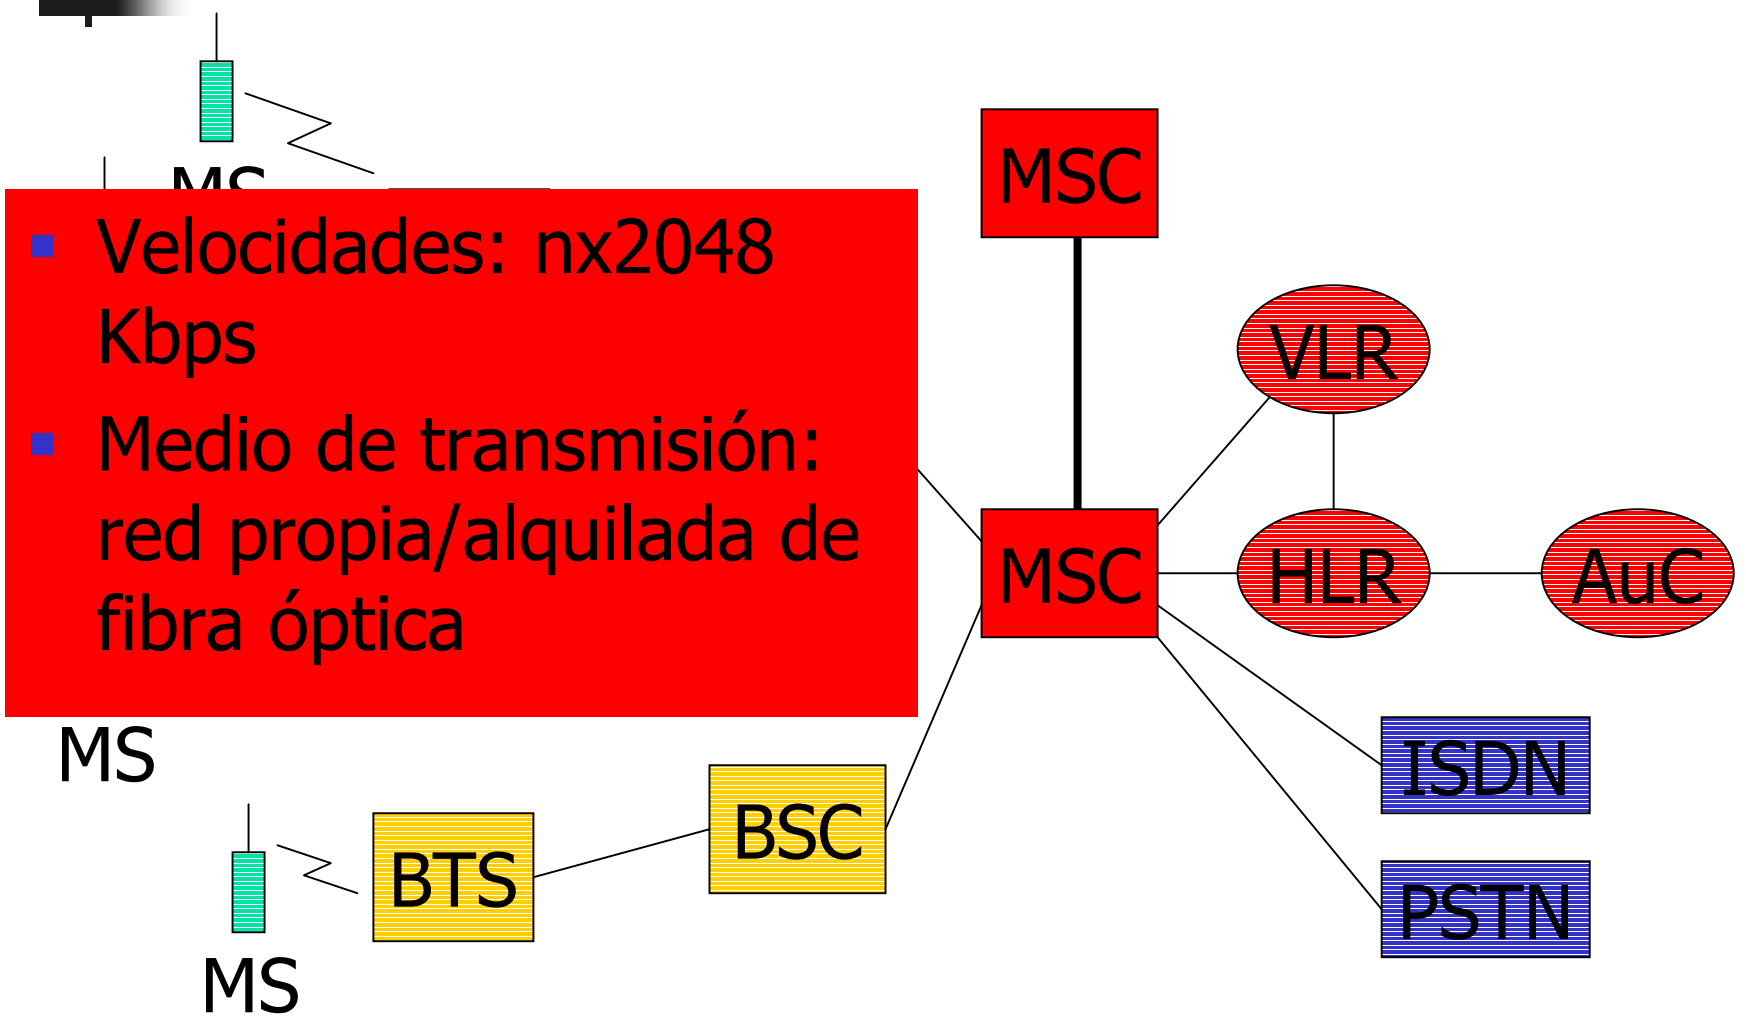 MS
MSC
Velocidades: nx2048
Kbps
Medio de transmisión:
red propia/alquilada de
fibra óptica
VLR
MSC
HLR
AuC
MS
ISDN
BSC
BTS
PSTN
MS